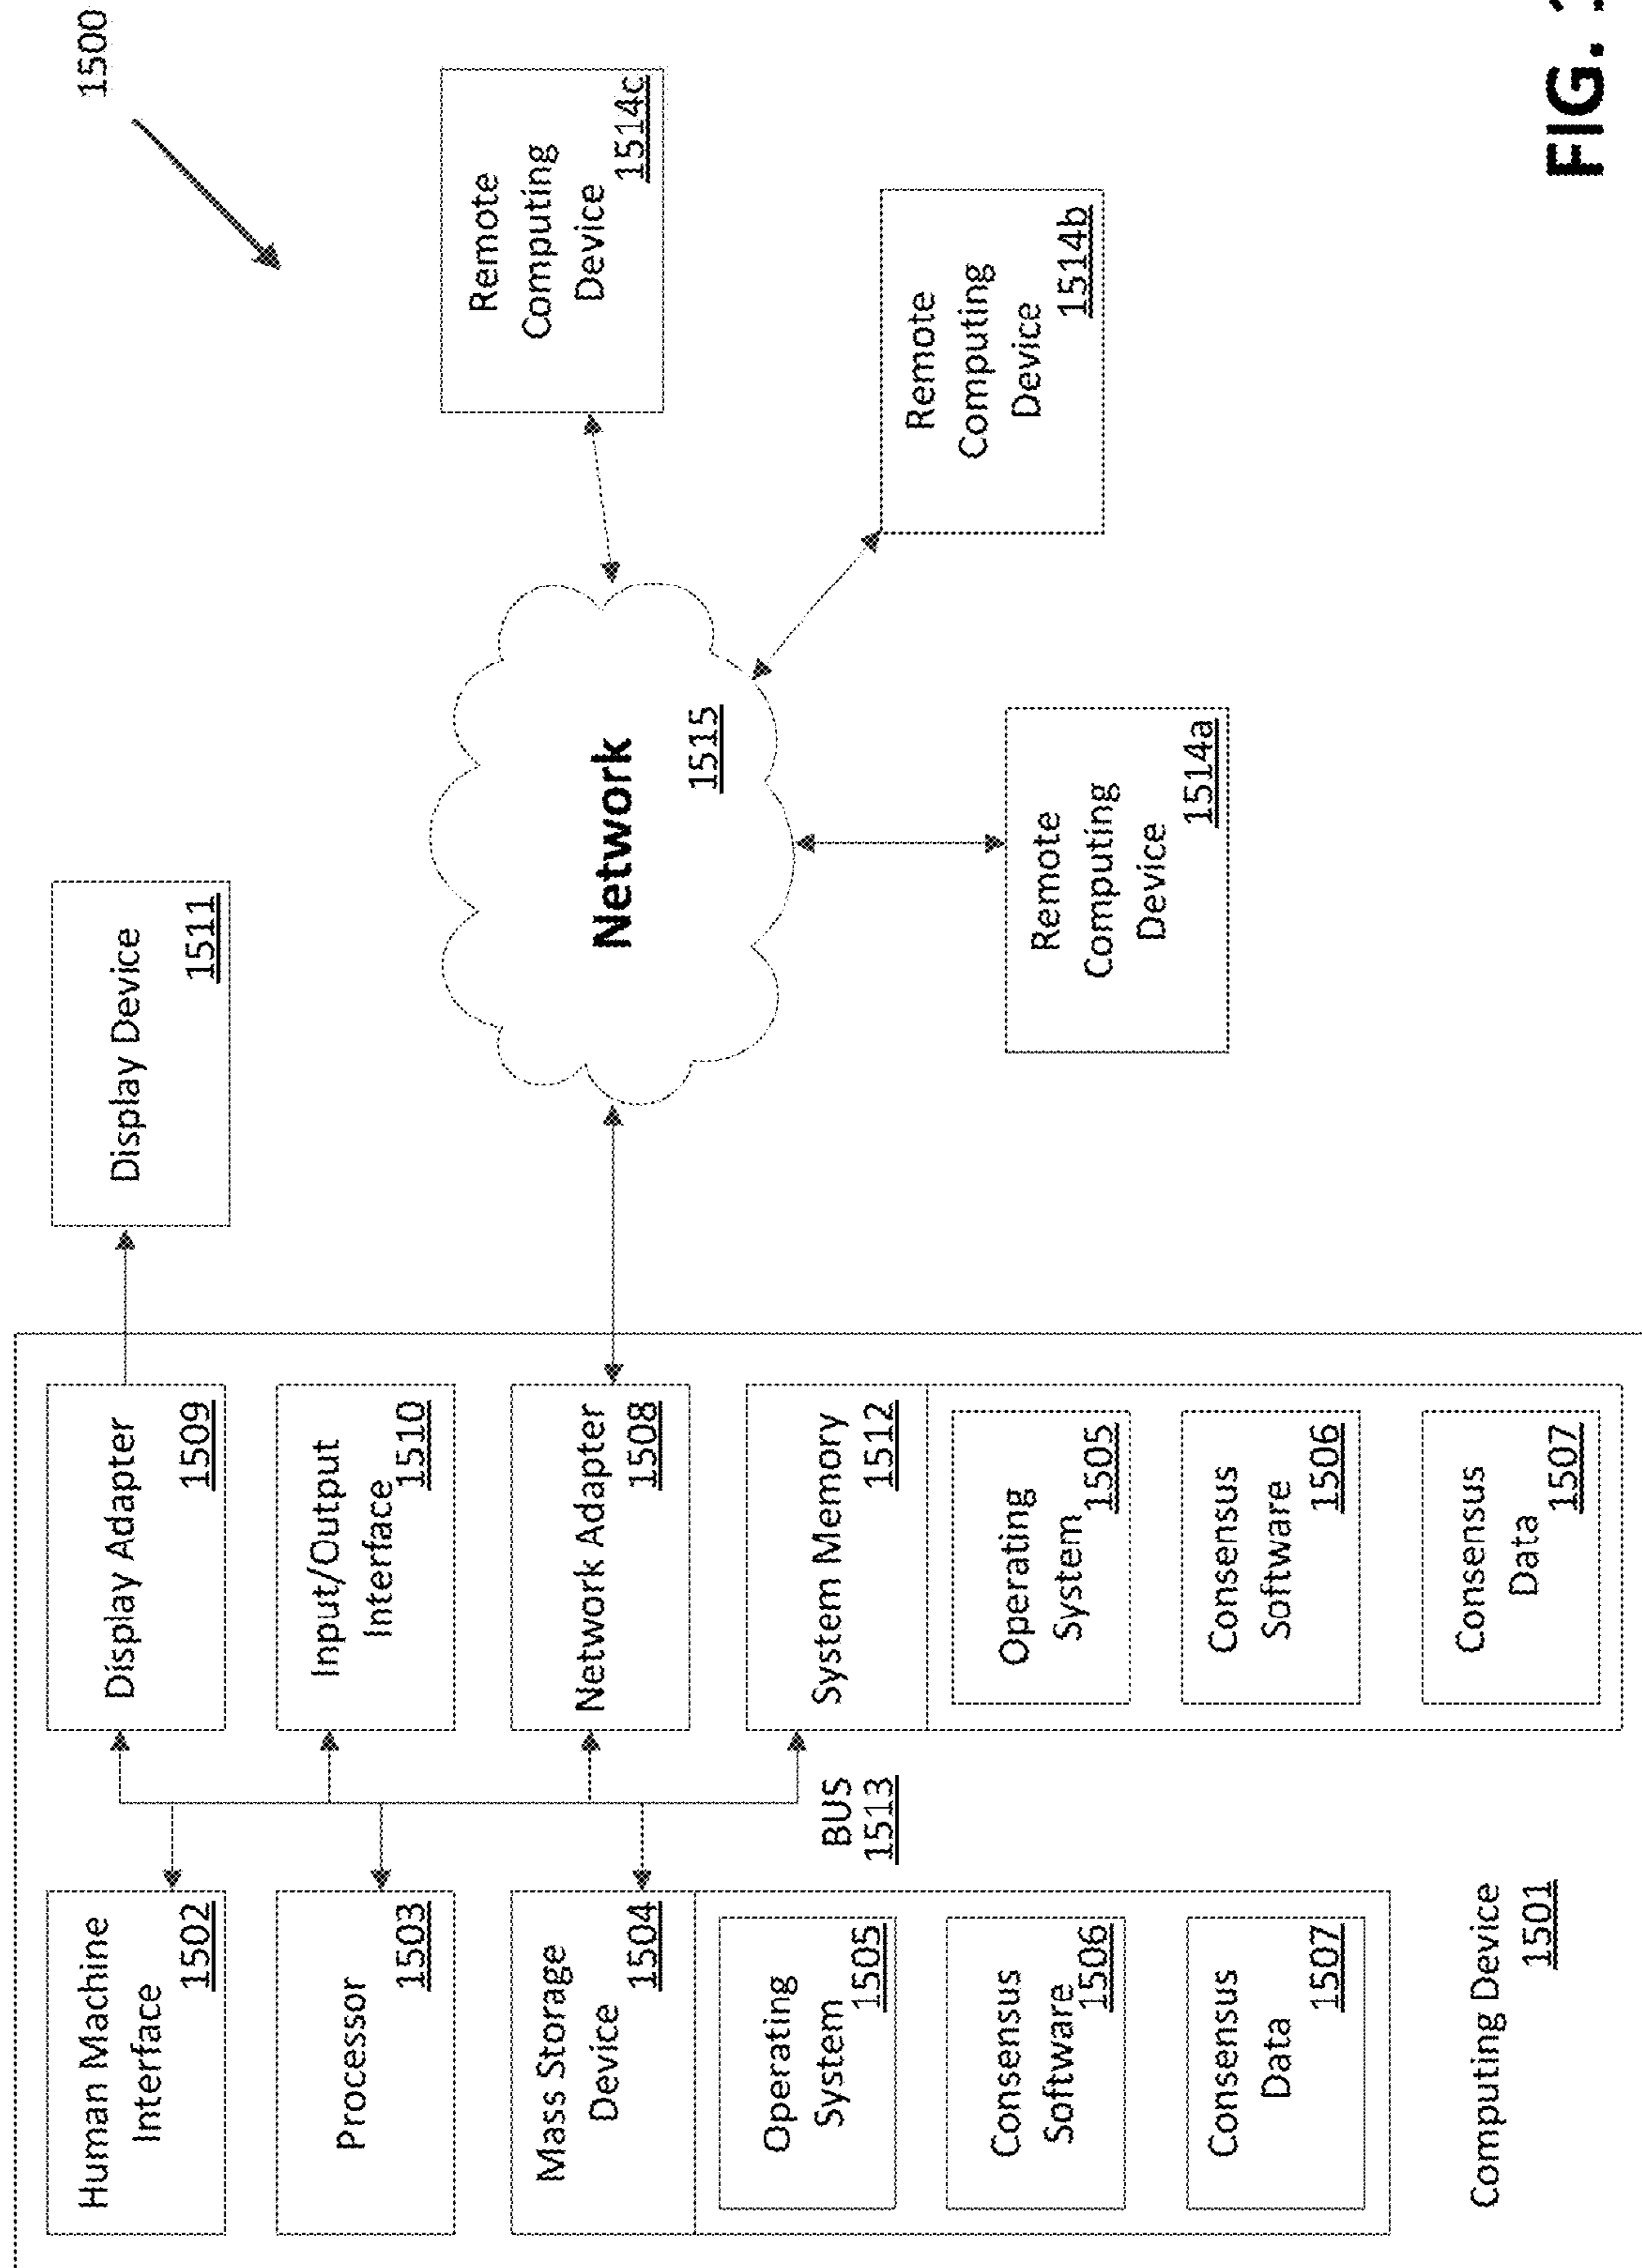 1500
Human Machine
Interface
1502
Processor
1503
Mass Storage
Device
1504
Operating
System
1505
Consensus
Software
1506
Consensus
Data
1507
Computing Device
1501
BUS
1513
Display Adapter
1509
Input/Output
Interface
1510
Network Adapter
1508
System Memory
1512
Operating
System
1505
Consensus
Software
1506
Consensus
Data
1507
Display Device
1511
Network
1515
Remote
Computing
Device
1514a
Remote
Computing
Device
1514b
Remote
Computing
Device
1514c
FIG.